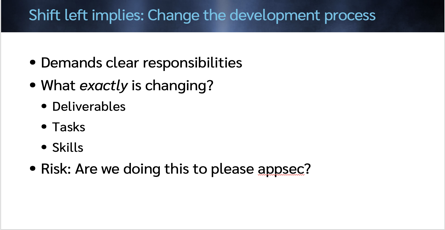 Shift left implies: Change the development process
• Demands clear responsibilities
• What exactly is changing?
• Deliverables
• Tasks
• Skills
• Risk: Are we doing this to please appsec?